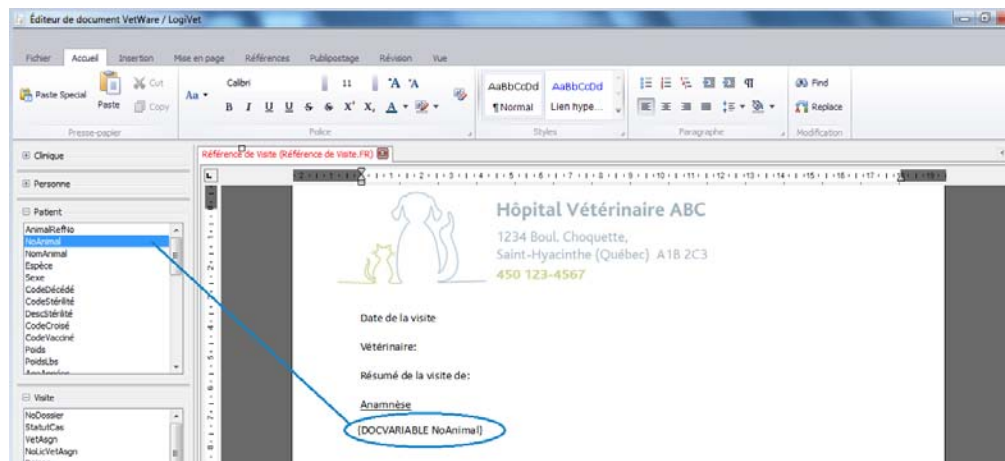 Éditeur de document VetWare / LogiVet
Fichier Accueil Insertion Mise en page Références Publipostage Révision Vue
Paste Special
Paste
Cut
Copy
Aa
Calibri 11 A A
B I U U S S X X, A
AaBbCcDd AaBbCcDd
¶ Normal Lien hype...
Find
Replace
Presse-papier Police Styles Paragraphe Modification
Clinique
Personne
Patient
AnimalRefNo
NoAnimal
NomAnimal
Espèce
Sexe
CodeDécédé
CodeStérilité
DescStérilité
CodeCroisé
CodeVacciné
Poids
PoidsLbs
Visite
NoDossier
StatutCas
VetAsgn
NoLicVetAsgn
Référence de Visite (Référence de Visite.FR)
Hôpital Vétérinaire ABC
1234 Boul. Choquette,
Saint-Hyacinthe (Québec) A1B 2C3
450 123-4567
Date de la visite
Vétérinaire:
Résumé de la visite de:
Anamnèse
{DOCVARIABLE NoAnimal}